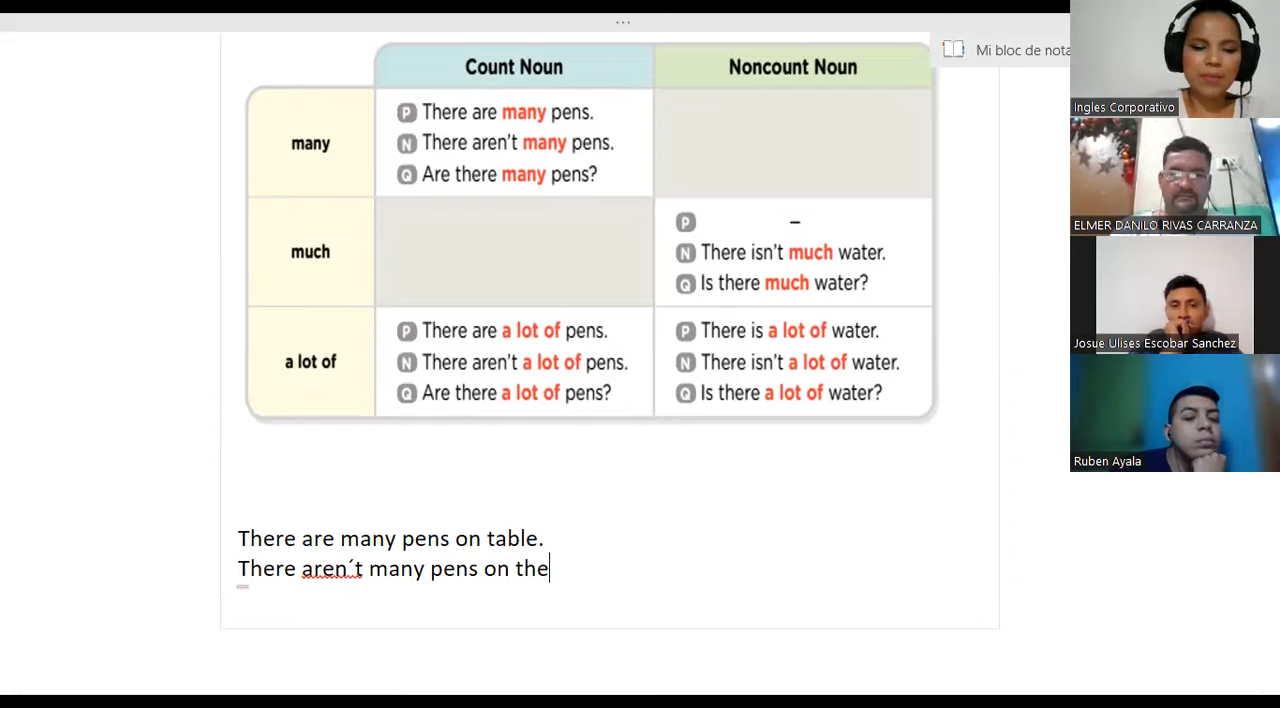 ...
Mi bloc de nota
Count Noun
Noncount Noun
many
P There are many pens.
N There aren't many pens.
Q Are there many pens?
much
P –
N There isn't much water.
Q Is there much water?
a lot of
P There are a lot of pens.
N There aren't a lot of pens.
Q Are there a lot of pens?
P There is a lot of water.
N There isn't a lot of water.
Q Is there a lot of water?
There are many pens on table.
There aren´t many pens on the
Ingles Corporativo
ELMER DANILO RIVAS CARRANZA
Josue Ulises Escobar Sanchez
Ruben Ayala